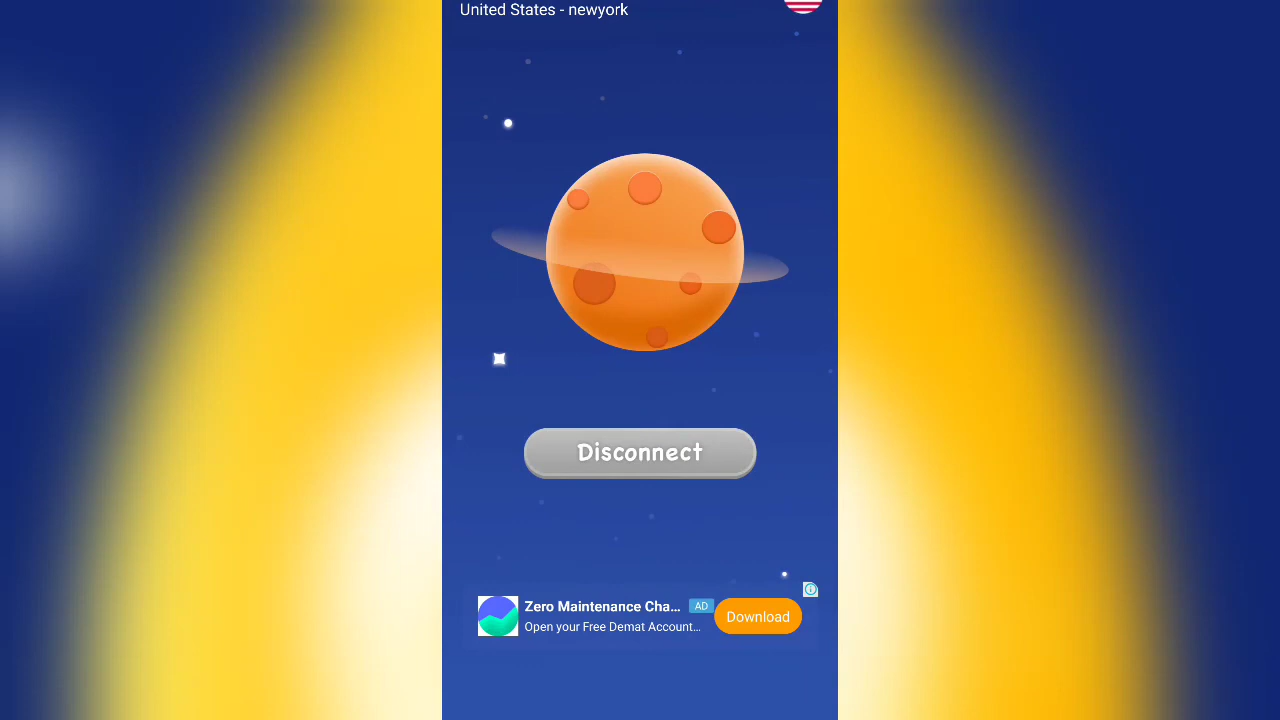 United States - newyork
Disconnect
Zero Maintenance Cha...
AD
Open your Free Demat Account...
Download